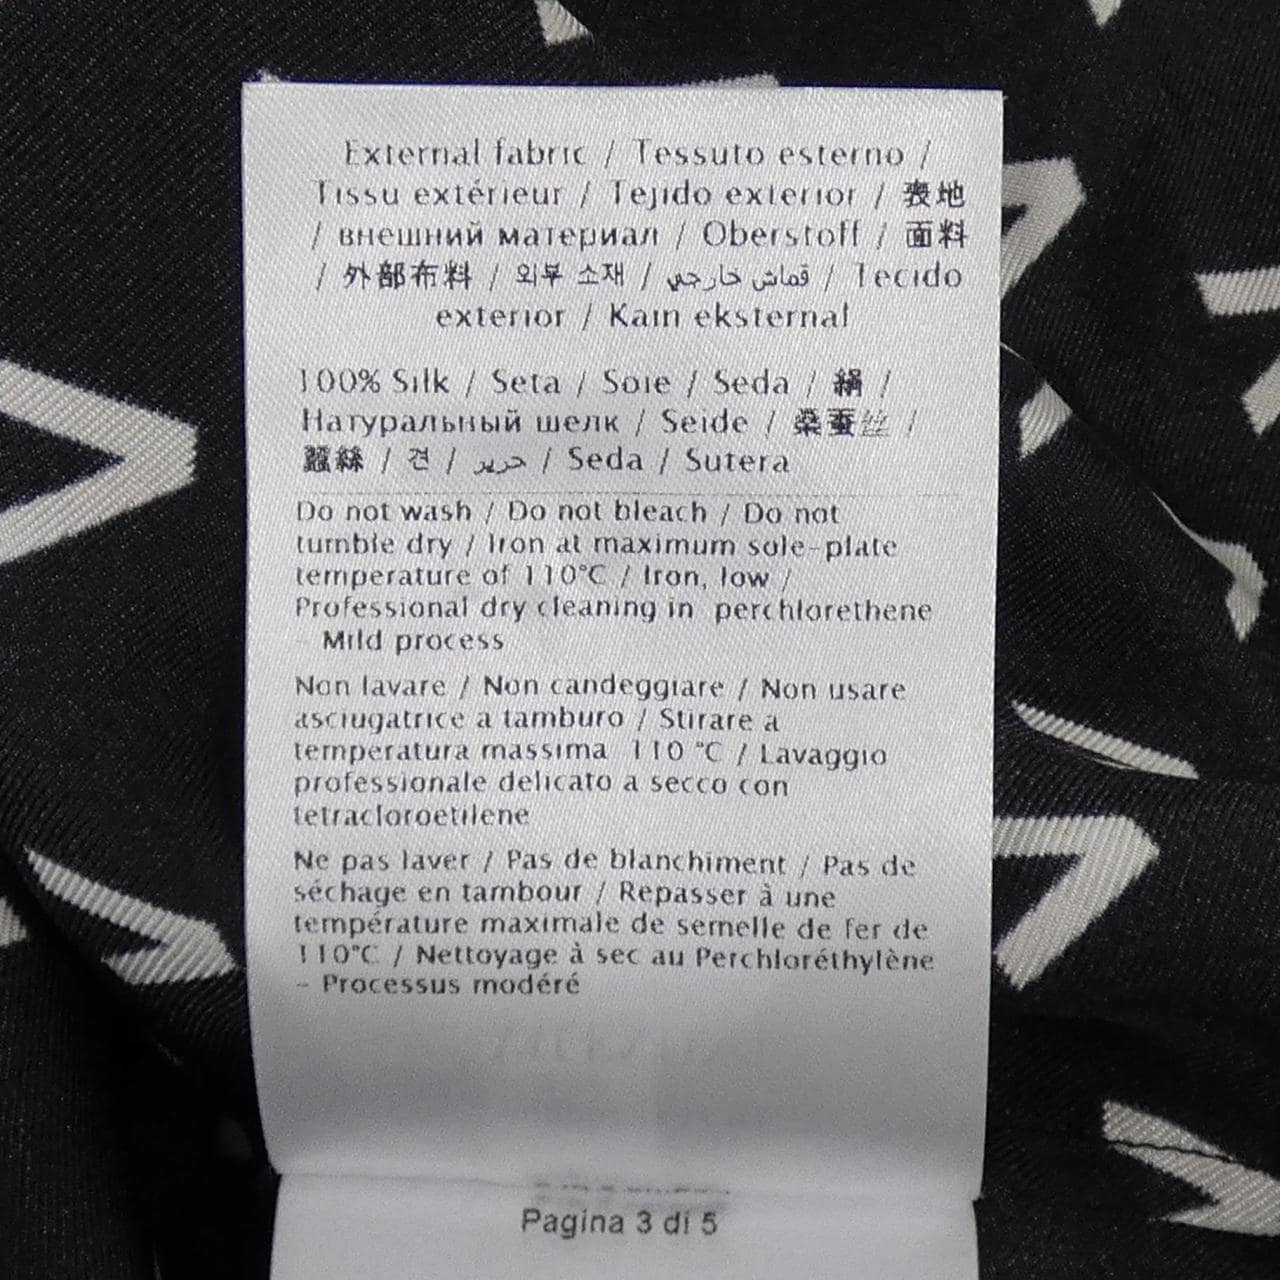 External fabric / Tessuto esterno /
Tissu extérieur / Tejido exterior / 表地
/ внешний материал / Oberstoff / 面料
/ 外部布料 / 외부 소재 / قماش خارجي / Tecido
exterior / Kain eksternal
100% Silk / Seta / Soie / Seda / 絹 /
Натуральный шелк / Seide / 桑蚕丝 /
蠶絲 / 견 / حرير / Seda / Sutera
Do not wash / Do not bleach / Do not
tumble dry / Iron at maximum sole-plate
temperature of 110°C / Iron, low /
Professional dry cleaning in perchlorethene
- Mild process
Non lavare / Non candeggiare / Non usare
asciugatrice a tamburo / Stirare a
temperatura massima 110 °C / Lavaggio
professionale delicato a secco con
tetracloroetilene
Ne pas laver / Pas de blanchiment / Pas de
séchage en tambour / Repasser à une
température maximale de semelle de fer de
110°C / Nettoyage à sec au Perchloréthylène
- Processus modéré
Pagina 3 di 5